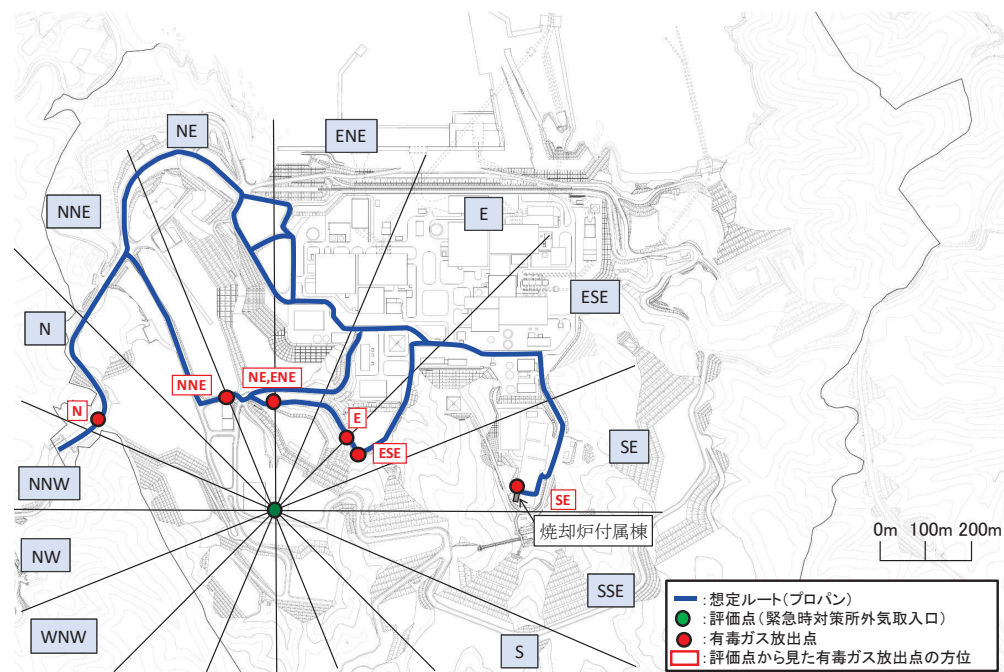 NE
ENE
NNE
E
ESE
N
NNE
NE,ENE
N
E
ESE
SE
NNW
SE
焼却炉付属棟
0m 100m 200m
NW
SSE
WNW
S
:想定ルート(プロパン)
:評価点(緊急時対策所外気取入口)
:有毒ガス放出点
:評価点から見た有毒ガス放出点の方位